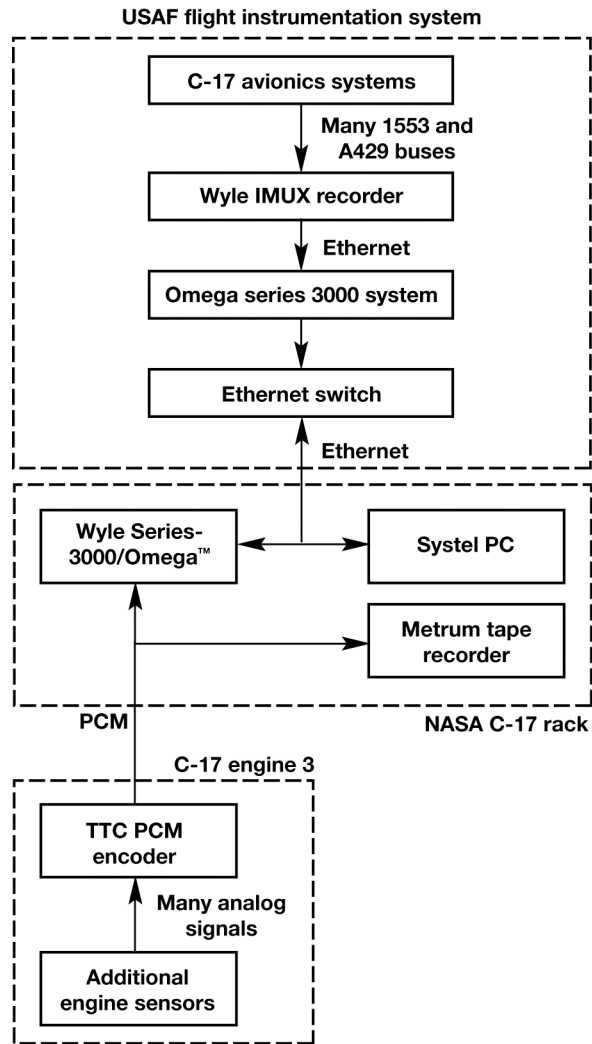 USAF flight instrumentation system
C-17 avionics systems
Many 1553 and
A429 buses
Wyle IMUX recorder
Ethernet
Omega series 3000 system
Ethernet switch
Ethernet
Wyle Series-
3000/Omega™
Systel PC
Metrum tape
recorder
PCM
NASA C-17 rack
C-17 engine 3
TTC PCM
encoder
Many analog
signals
Additional
engine sensors